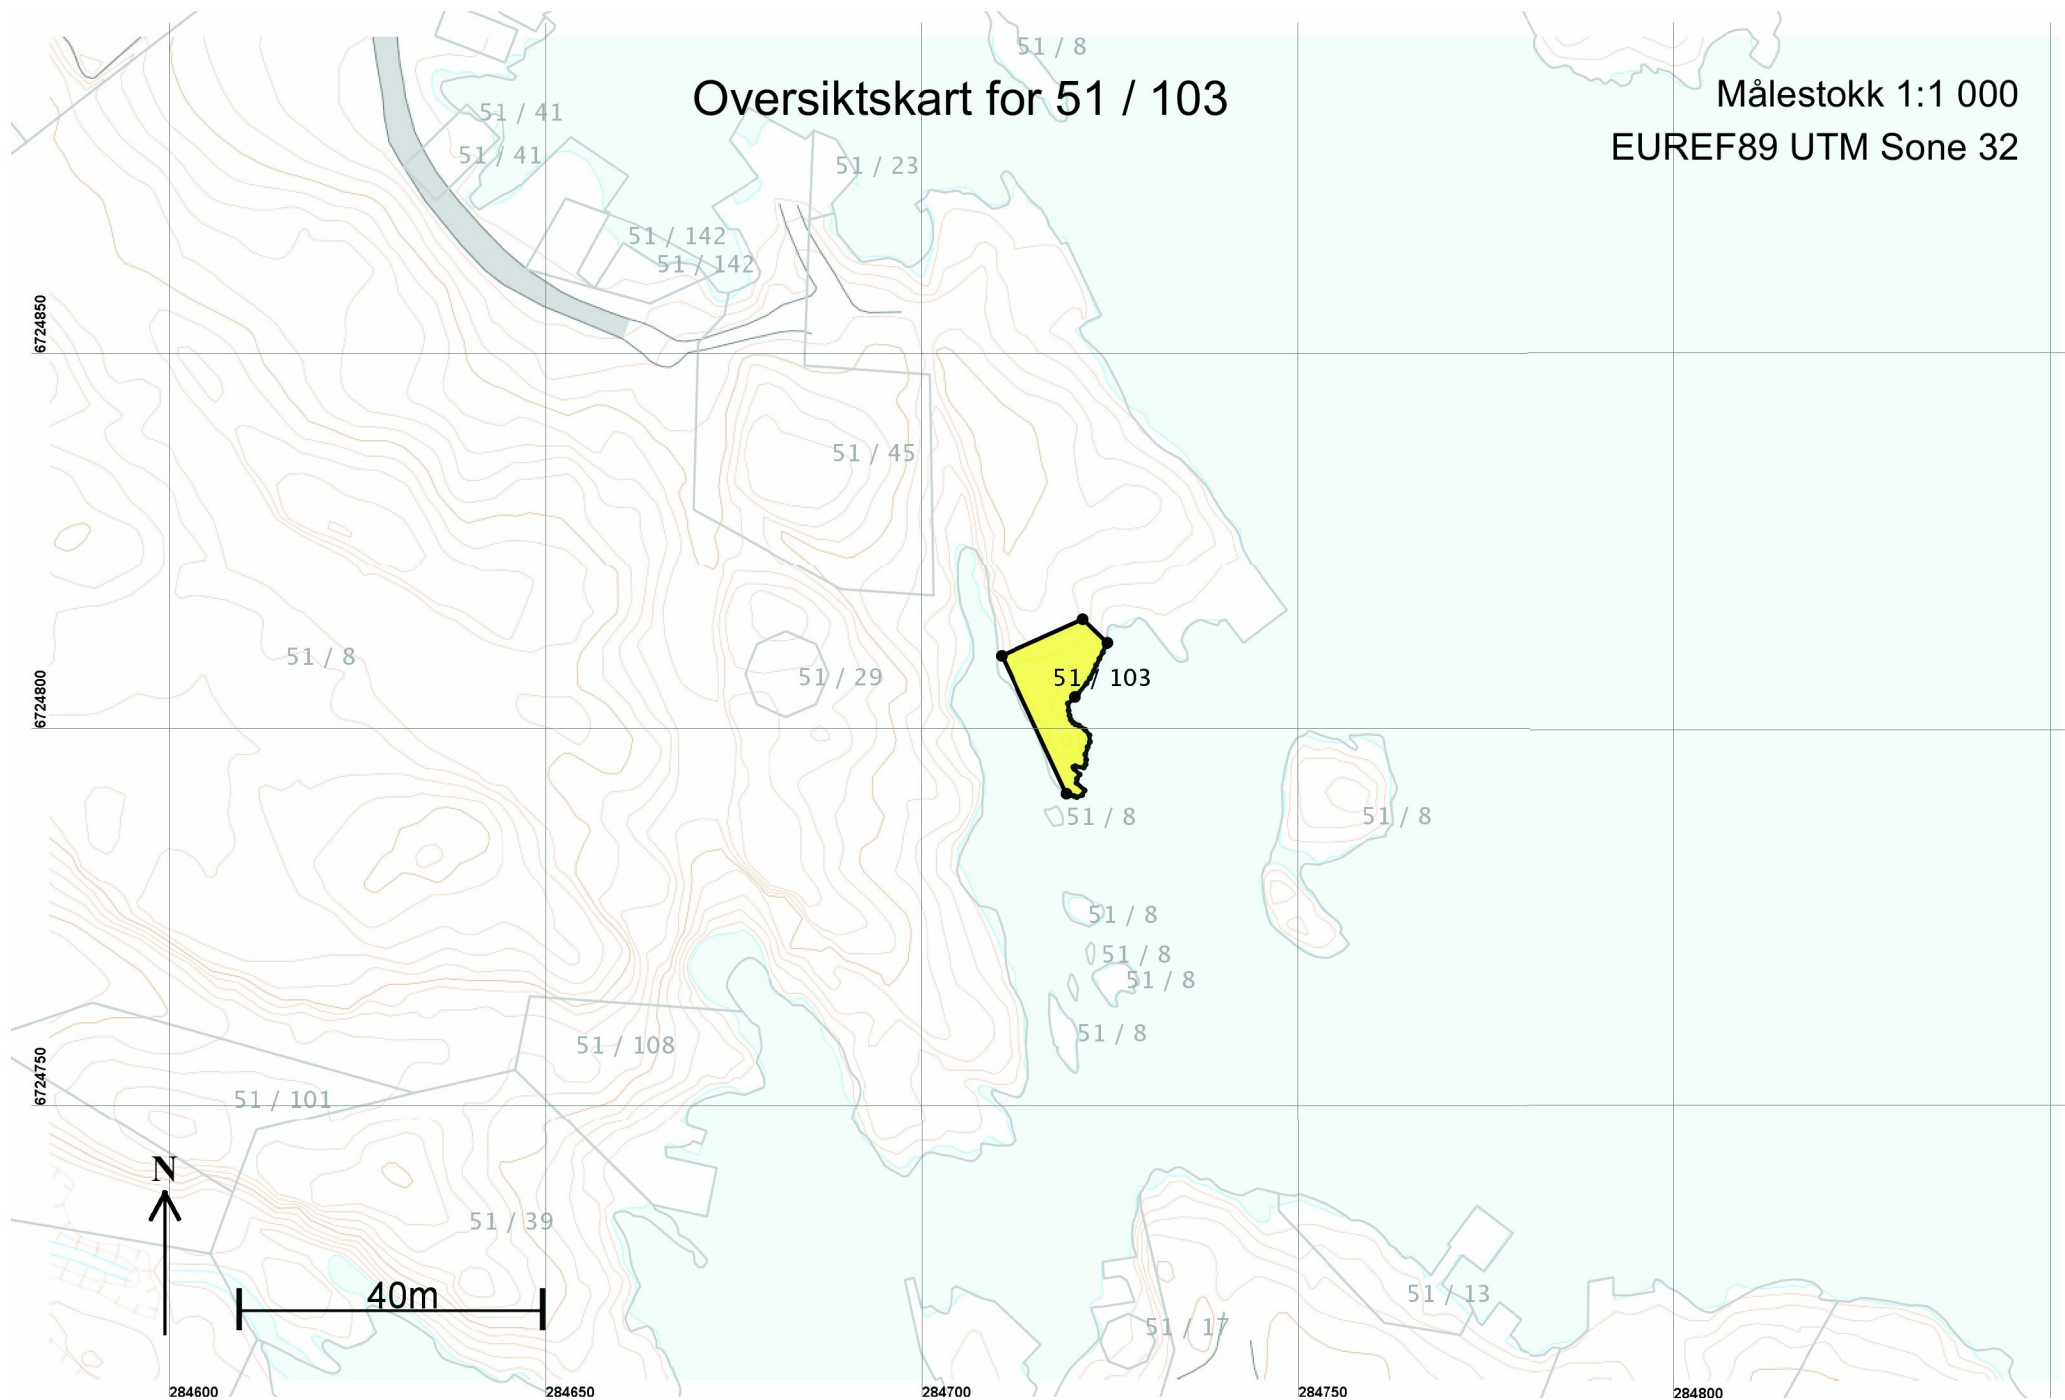 51 / 8
Oversiktskart for 51 / 103
Målestokk 1:1 000
EUREF89 UTM Sone 32
51 / 41
51 / 41
51 / 23
51 / 142
51 / 142
6724850
51 / 45
51 / 8
51 / 29
51 / 103
6724800
51 / 8
51 / 8
51 / 8
51 / 8
51 / 8
51 / 8
51 / 108
6724750
51 / 101
N
51 / 39
40m
51 / 13
51 / 17
284600
284650
284700
284750
284800